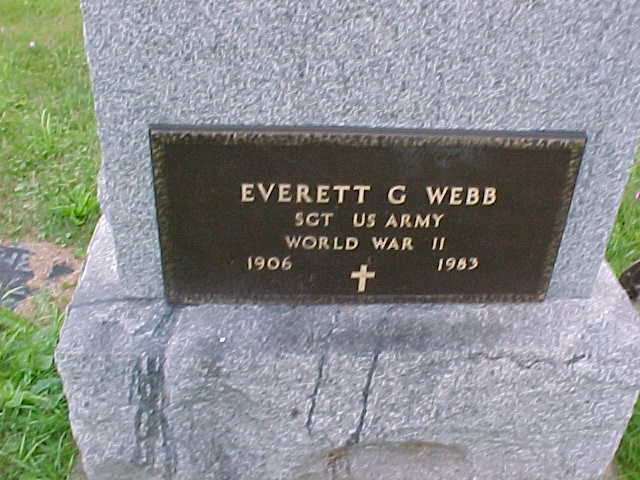 EVERETT G WEBB
SGT US ARMY
WORLD WAR II
1906 1983